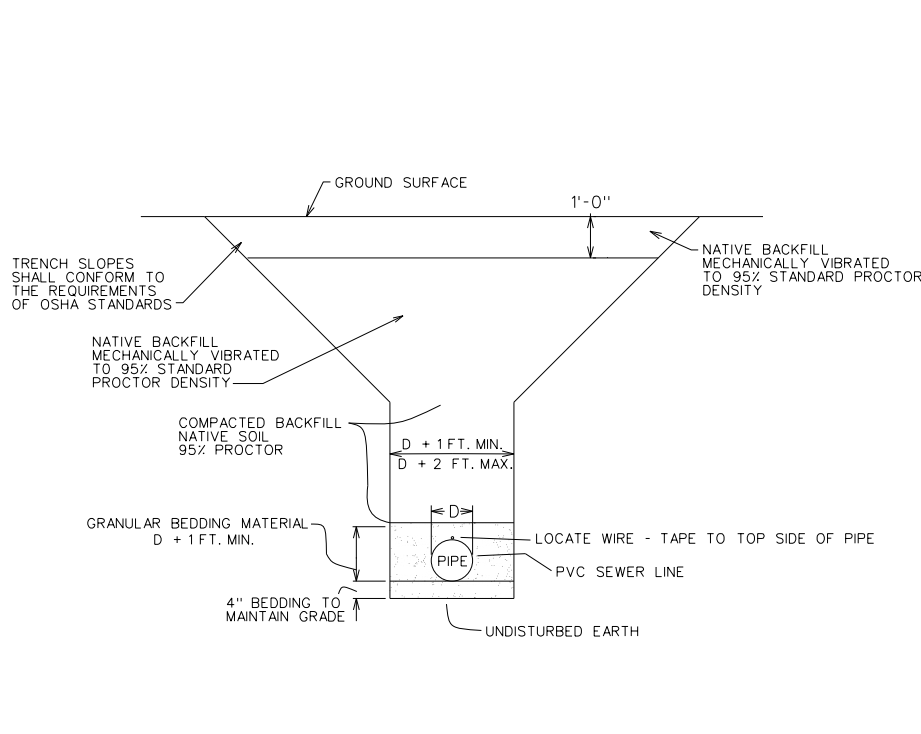 GROUND SURFACE
1'-0"
TRENCH SLOPES
SHALL CONFORM TO
THE REQUIREMENTS
OF OSHA STANDARDS
NATIVE BACKFILL
MECHANICALLY VIBRATED
TO 95% STANDARD PROCTOR
DENSITY
NATIVE BACKFILL
MECHANICALLY VIBRATED
TO 95% STANDARD
PROCTOR DENSITY
COMPACTED BACKFILL
NATIVE SOIL
95% PROCTOR
D + 1 FT. MIN.
D + 2 FT. MAX.
D
GRANULAR BEDDING MATERIAL
D + 1 FT. MIN.
LOCATE WIRE - TAPE TO TOP SIDE OF PIPE
PIPE
PVC SEWER LINE
4" BEDDING TO
MAINTAIN GRADE
UNDISTURBED EARTH